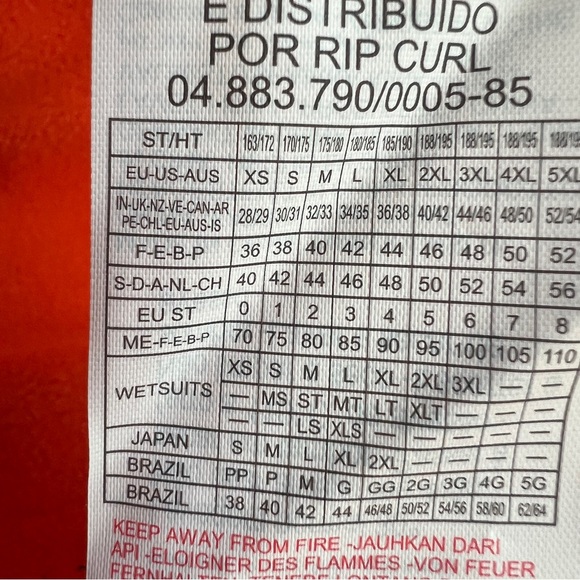 E DISTRIBUIDO
POR RIP CURL
04.883.790/0005-85
ST/HT 163/172 170/175 175/180 180/185 185/190 188/195 188/195 188/195 188/195
EU-US-AUS XS S M L XL 2XL 3XL 4XL 5XL
IN-UK-NZ-VE-CAN-AR
PE-CHL-EU-AUS-IS 28/29 30/31 32/33 34/35 36/38 40/42 44/46 48/50 52/54
F-E-B-P 36 38 40 42 44 46 48 50 52
S-D-A-NL-CH 40 42 44 46 48 50 52 54 56
EU ST 0 1 2 3 4 5 6 7 8
ME-F-E-B-P 70 75 80 85 90 95 100 105 110
WETSUITS XS S M L XL 2XL 3XL — —
— MS ST MT LT XLT — — —
— — LS XLS — — — — —
JAPAN S M L XL 2XL — — — —
BRAZIL PP P M G GG 2G 3G 4G 5G
BRAZIL 38 40 42 44 46/48 50/52 54/56 58/60 62/64
KEEP AWAY FROM FIRE -JAUHKAN DARI
API -ELOIGNER DES FLAMMES -VON FEUER